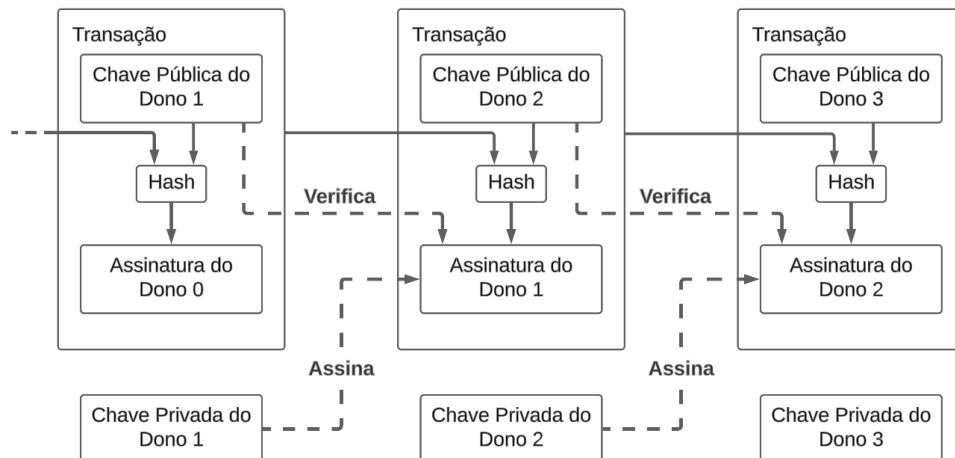 Transação
Chave Pública do
Dono 1
Hash
Assinatura do
Dono 0
Transação
Chave Pública do
Dono 2
Hash
Assinatura do
Dono 1
Transação
Chave Pública do
Dono 3
Hash
Assinatura do
Dono 2
Verifica
Verifica
Assina
Assina
Chave Privada do
Dono 1
Chave Privada do
Dono 2
Chave Privada do
Dono 3